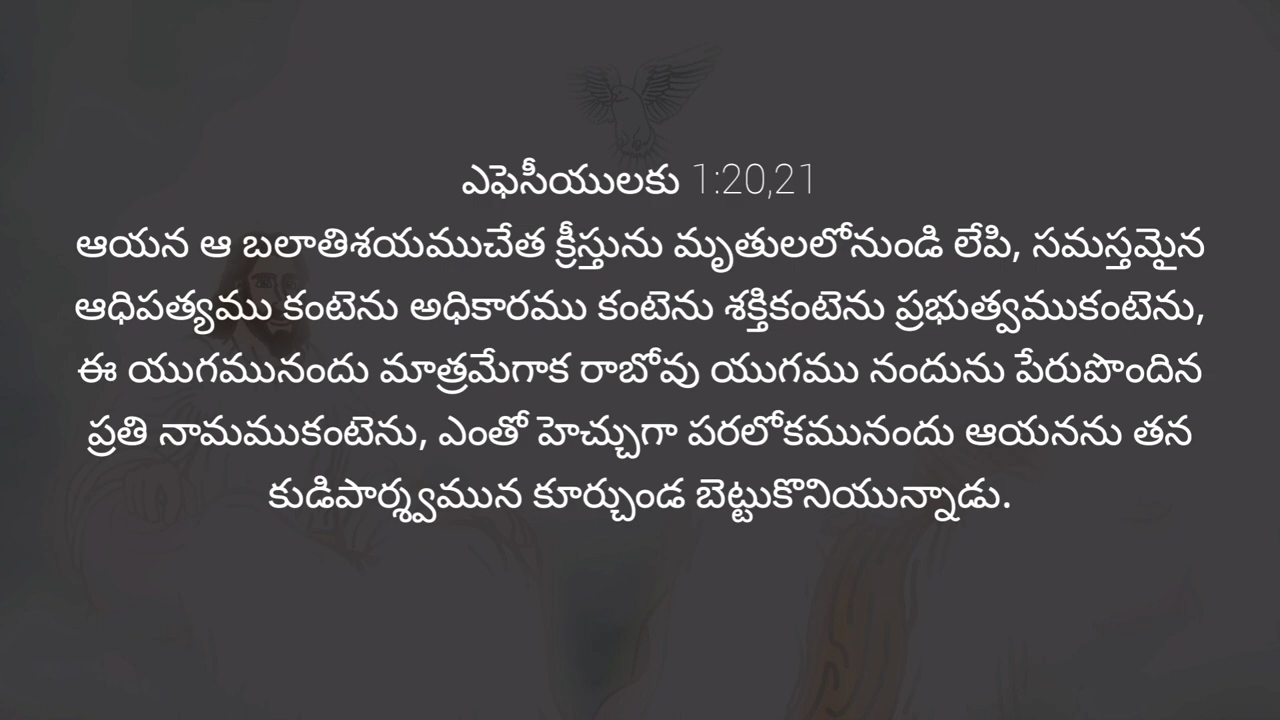 ఎఫెసీయులకు 1:20,21
ఆయన ఆ బలాతిశయముచేత క్రీస్తును మృతులలోనుండి లేపి, సమస్తమైన
ఆధిపత్యము కంటెను అధికారము కంటెను శక్తికంటెను ప్రభుత్వముకంటెను,
ఈ యుగమునందు మాత్రమేగాక రాబోవు యుగము నందును పేరుపొందిన
ప్రతి నామముకంటెను, ఎంతో హెచ్చుగా పరలోకమునందు ఆయనను తన
కుడిపార్శ్వమున కూర్చుండ బెట్టుకొనియున్నాడు.